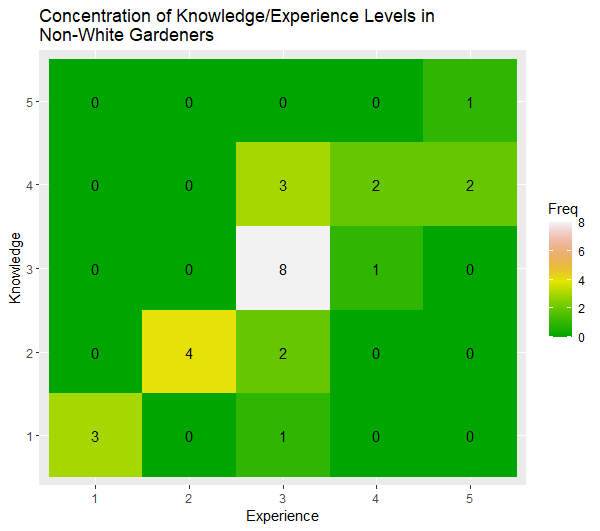 Concentration of Knowledge/Experience Levels in
Non-White Gardeners
5 0 0 0 0 1
4 0 0 3 2 2
3 0 0 8 1 0
2 0 4 2 0 0
1 3 0 1 0 0
1 2 3 4 5
Experience
Knowledge
Freq
8
6
4
2
0